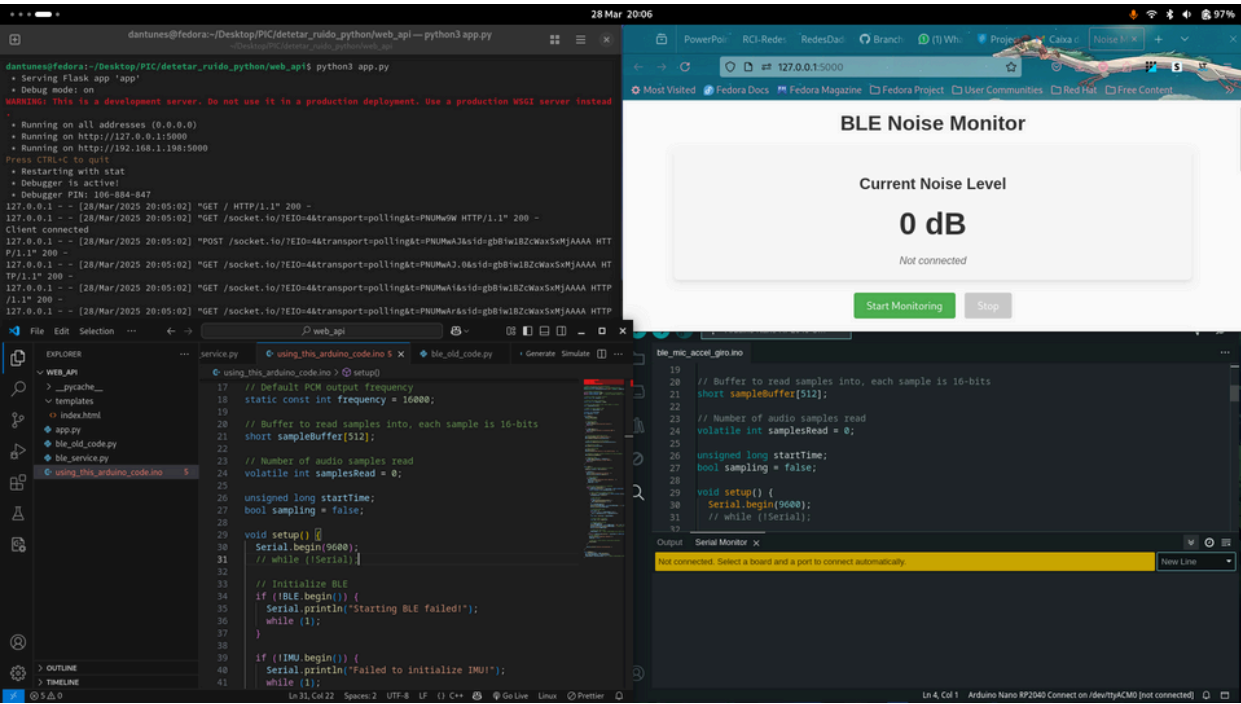 28 Mar 20:06
97%
dantunes@fedora:~/Desktop/PIC/detetar_ruido_python/web_api — python3 app.py
~/Desktop/PIC/detetar_ruido_python/web_api
dantunes@fedora:~/Desktop/PIC/detetar_ruido_python/web_api$ python3 app.py
* Serving Flask app 'app'
* Debug mode: on
WARNING: This is a development server. Do not use it in a production deployment. Use a production WSGI server instead
.
* Running on all addresses (0.0.0.0)
* Running on http://127.0.0.1:5000
* Running on http://192.168.1.198:5000
Press CTRL+C to quit
* Restarting with stat
* Debugger is active!
* Debugger PIN: 106-884-847
127.0.0.1 - - [28/Mar/2025 20:05:02] "GET / HTTP/1.1" 200 -
127.0.0.1 - - [28/Mar/2025 20:05:02] "GET /socket.io/?EIO=4&transport=polling&t=PNUMw9W HTTP/1.1" 200 -
Client connected
127.0.0.1 - - [28/Mar/2025 20:05:02] "POST /socket.io/?EIO=4&transport=polling&t=PNUMwAJ&sid=gbBiw1BZcWaxSxMjAAAA HTT
P/1.1" 200 -
127.0.0.1 - - [28/Mar/2025 20:05:02] "GET /socket.io/?EIO=4&transport=polling&t=PNUMwAJ.0&sid=gbBiw1BZcWaxSxMjAAAA HT
TP/1.1" 200 -
127.0.0.1 - - [28/Mar/2025 20:05:02] "GET /socket.io/?EIO=4&transport=polling&t=PNUMwAi&sid=gbBiw1BZcWaxSxMjAAAA HTTP
/1.1" 200 -
127.0.0.1 - - [28/Mar/2025 20:05:02] "GET /socket.io/?EIO=4&transport=polling&t=PNUMwAr&sid=gbBiw1BZcWaxSxMjAAAA HTTP
PowerPoi RCI-Redes RedesDad Branch (1) Wha Project Caixa d Noise M
127.0.0.1:5000
Most Visited Fedora Docs Fedora Magazine Fedora Project User Communities Red Hat Free Content
BLE Noise Monitor
Current Noise Level
0 dB
Not connected
Start Monitoring Stop
File Edit Selection ··· web_api
EXPLORER ···
WEB_API
__pycache__
templates
index.html
app.py
ble_old_code.py
ble_service.py
using_this_arduino_code.ino 5
OUTLINE
TIMELINE
_service.py using_this_arduino_code.ino 5 ble_old_code.py Generate Simulate
using_this_arduino_code.ino > setup()
17 // Default PCM output frequency
18 static const int frequency = 16000;
19
20 // Buffer to read samples into, each sample is 16-bits
21 short sampleBuffer[512];
22
23 // Number of audio samples read
24 volatile int samplesRead = 0;
25
26 unsigned long startTime;
27 bool sampling = false;
28
29 void setup() {
30 Serial.begin(9600);
31 // while (!Serial);
32
33 // Initialize BLE
34 if (!BLE.begin()) {
35 Serial.println("Starting BLE failed!");
36 while (1);
37 }
38
39 if (!IMU.begin()) {
40 Serial.println("Failed to initialize IMU!");
41 while (1);
5 0 Ln 31, Col 22 Spaces: 2 UTF-8 LF {} C++ Go Live Linux Prettier
ble_mic_accel_giro.ino
19
20 // Buffer to read samples into, each sample is 16-bits
21 short sampleBuffer[512];
22
23 // Number of audio samples read
24 volatile int samplesRead = 0;
25
26 unsigned long startTime;
27 bool sampling = false;
28
29 void setup() {
30 Serial.begin(9600);
31 // while (!Serial);
32
Output Serial Monitor
Not connected. Select a board and a port to connect automatically. New Line
Ln 4, Col 1 Arduino Nano RP2040 Connect on /dev/ttyACM0 [not connected]